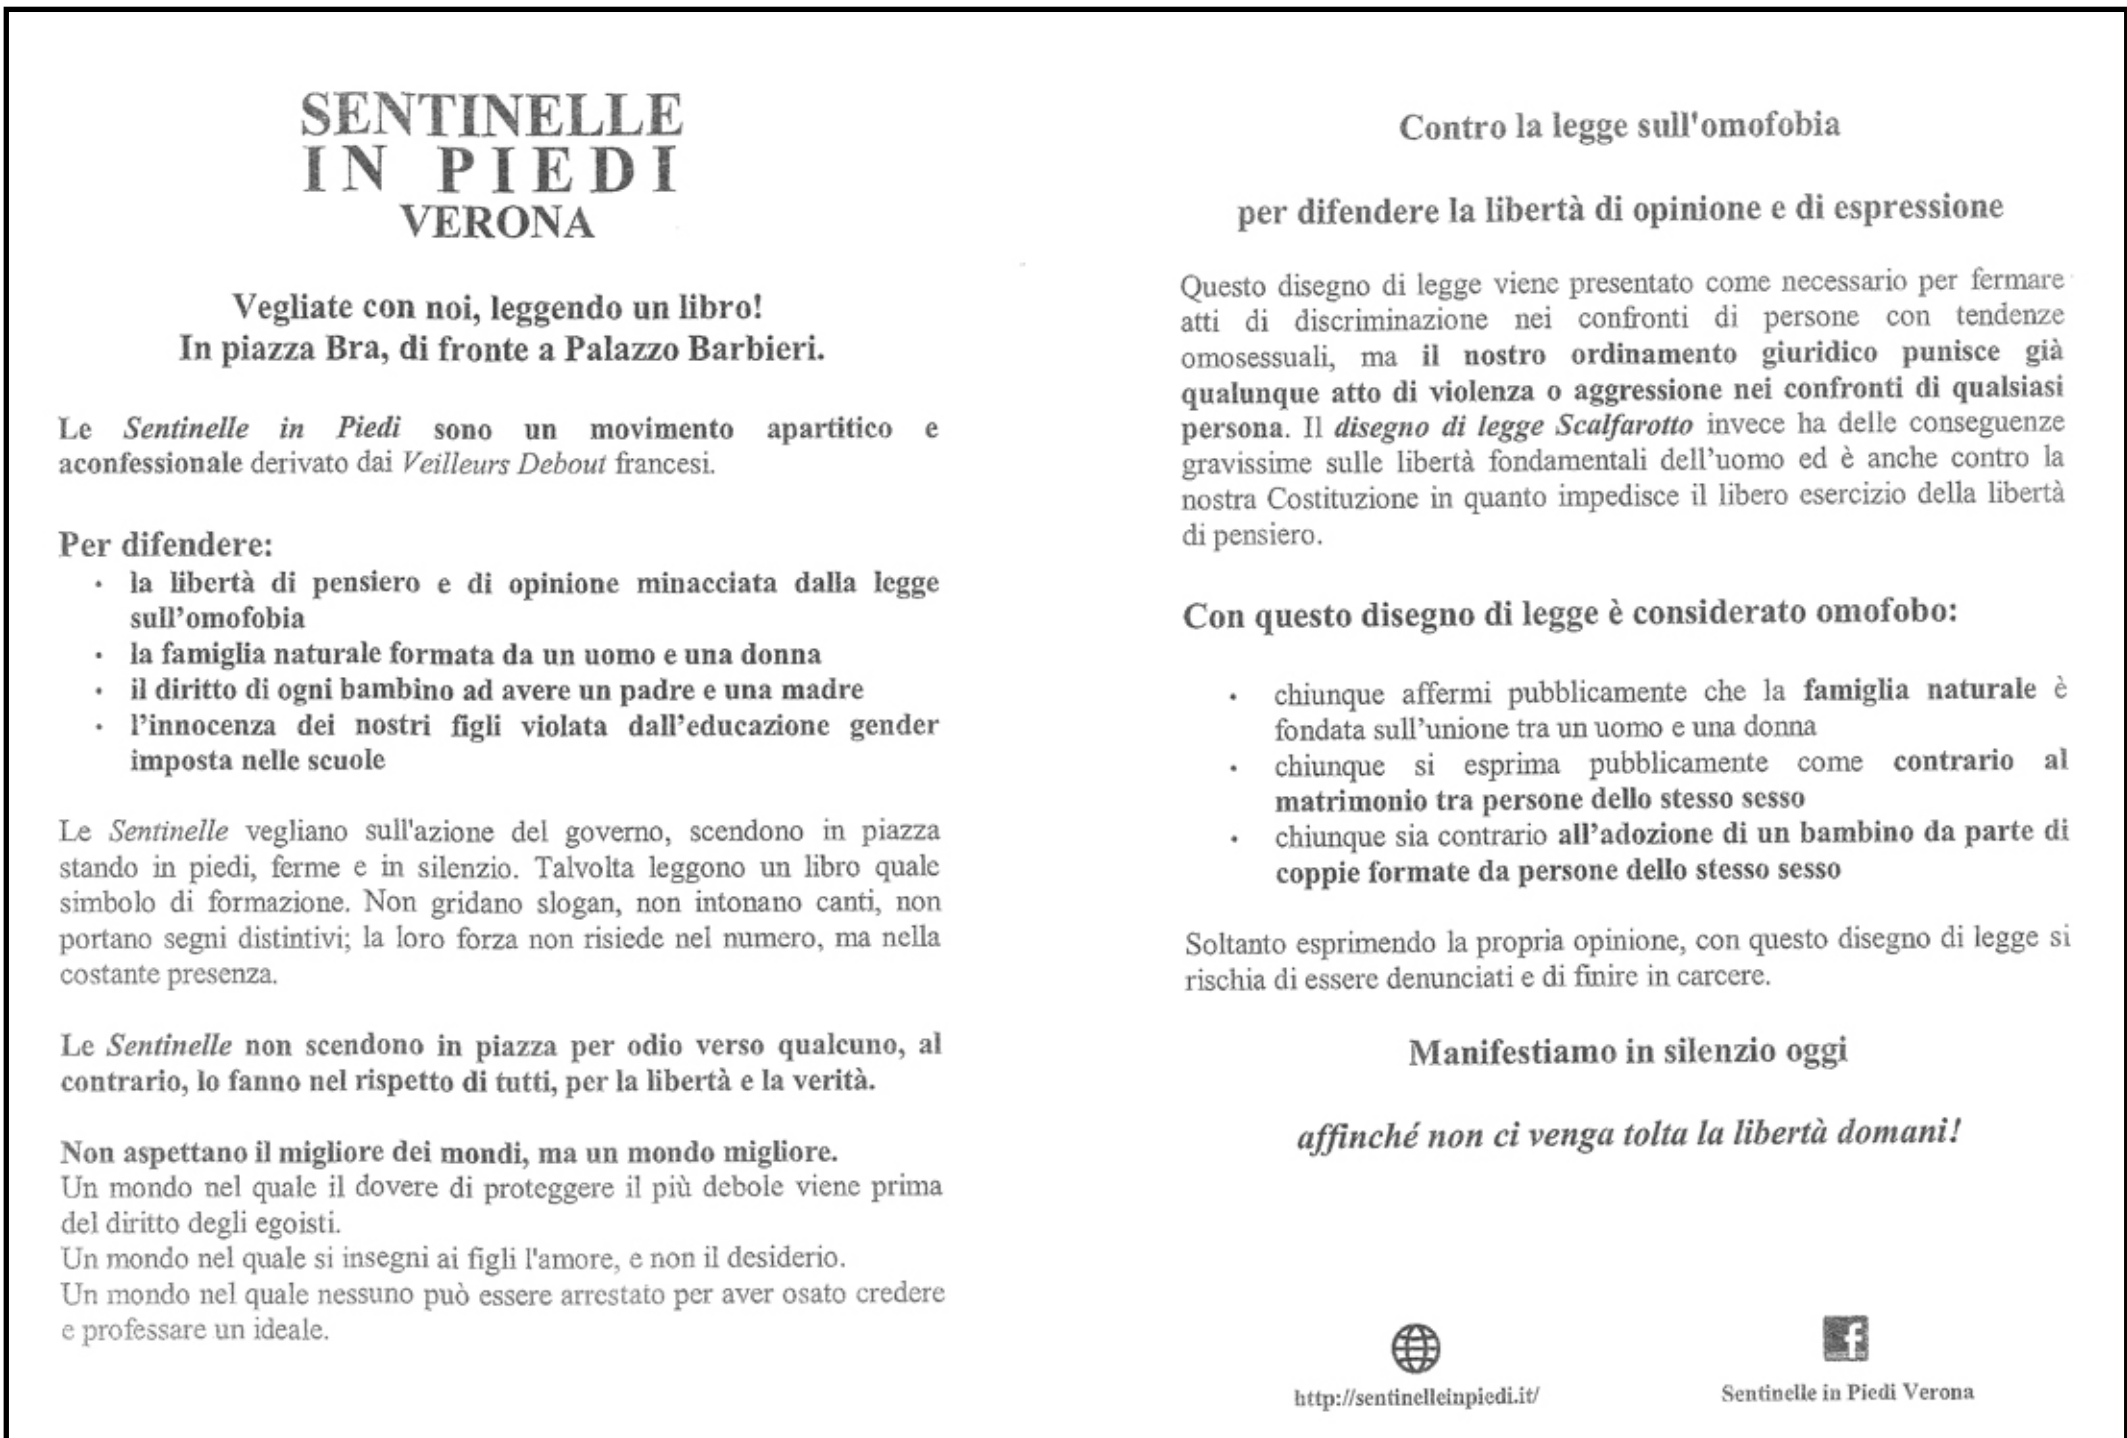 SENTINELLE
IN PIEDI
VERONA
Vegliate con noi, leggendo un libro!
In piazza Bra, di fronte a Palazzo Barbieri.
Le Sentinelle in Piedi sono un movimento apartitico e
aconfessionale derivato dai Veilleurs Debout francesi.
Per difendere:
· la libertà di pensiero e di opinione minacciata dalla legge
sull'omofobia
· la famiglia naturale formata da un uomo e una donna
· il diritto di ogni bambino ad avere un padre e una madre
· l'innocenza dei nostri figli violata dall'educazione gender
imposta nelle scuole
Le Sentinelle vegliano sull'azione del governo, scendono in piazza
stando in piedi, ferme e in silenzio. Talvolta leggono un libro quale
simbolo di formazione. Non gridano slogan, non intonano canti, non
portano segni distintivi; la loro forza non risiede nel numero, ma nella
costante presenza.
Le Sentinelle non scendono in piazza per odio verso qualcuno, al
contrario, lo fanno nel rispetto di tutti, per la libertà e la verità.
Non aspettano il migliore dei mondi, ma un mondo migliore.
Un mondo nel quale il dovere di proteggere il più debole viene prima
del diritto degli egoisti.
Un mondo nel quale si insegni ai figli l'amore, e non il desiderio.
Un mondo nel quale nessuno può essere arrestato per aver osato credere
e professare un ideale.
Contro la legge sull'omofobia
per difendere la libertà di opinione e di espressione
Questo disegno di legge viene presentato come necessario per fermare
atti di discriminazione nei confronti di persone con tendenze
omosessuali, ma il nostro ordinamento giuridico punisce già
qualunque atto di violenza o aggressione nei confronti di qualsiasi
persona. Il disegno di legge Scalfarotto invece ha delle conseguenze
gravissime sulle libertà fondamentali dell'uomo ed è anche contro la
nostra Costituzione in quanto impedisce il libero esercizio della libertà
di pensiero.
Con questo disegno di legge è considerato omofobo:
· chiunque affermi pubblicamente che la famiglia naturale è
fondata sull'unione tra un uomo e una donna
· chiunque si esprima pubblicamente come contrario al
matrimonio tra persone dello stesso sesso
· chiunque sia contrario all'adozione di un bambino da parte di
coppie formate da persone dello stesso sesso
Soltanto esprimendo la propria opinione, con questo disegno di legge si
rischia di essere denunciati e di finire in carcere.
Manifestiamo in silenzio oggi
affinché non ci venga tolta la libertà domani!
http://sentinelleinpiedi.it/
Sentinelle in Piedi Verona